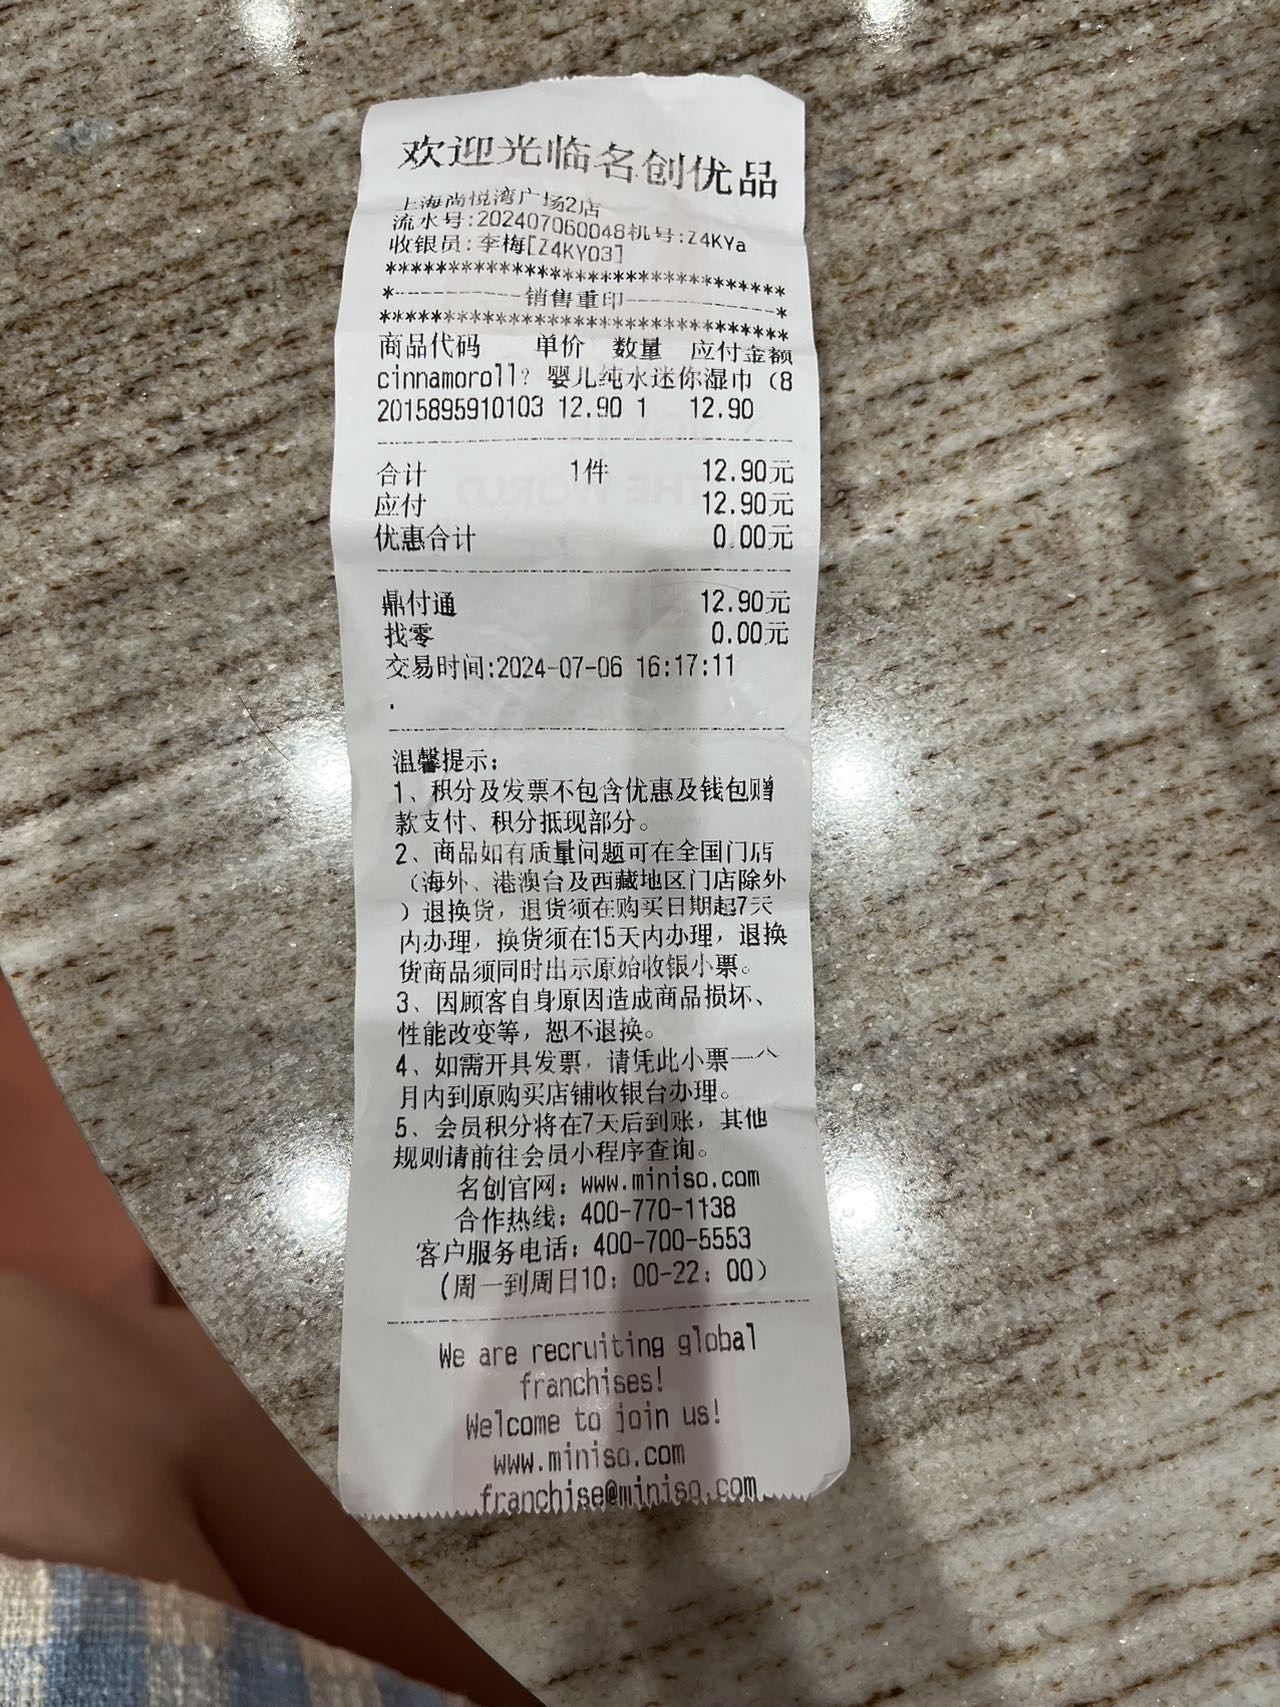 欢迎光临名创优品
上海尚悦湾广场2店
流水号:202407060048机号:Z4KYa
收银员:李梅[Z4KY03]
**************************************
*------------销售重印---------------*
**************************************
商品代码 单价 数量 应付金额
cinnamoroll? 婴儿纯水迷你湿巾（8
2015895910103 12.90 1 12.90
合计 1件 12.90元
应付 12.90元
优惠合计 0.00元
鼎付通 12.90元
找零 0.00元
交易时间:2024-07-06 16:17:11
.
温馨提示：
1、积分及发票不包含优惠及钱包赠
款支付、积分抵现部分。
2、商品如有质量问题可在全国门店
（海外、港澳台及西藏地区门店除外
）退换货，退货须在购买日期起7天
内办理，换货须在15天内办理，退换
货商品须同时出示原始收银小票。
3、因顾客自身原因造成商品损坏、
性能改变等，恕不退换。
4、如需开具发票，请凭此小票一个
月内到原购买店铺收银台办理。
5、会员积分将在7天后到账，其他
规则请前往会员小程序查询。
名创官网：www.miniso.com
合作热线：400-770-1138
客户服务电话：400-700-5553
(周一到周日10：00-22：00)
We are recruiting global
franchises!
Welcome to join us!
www.miniso.com
franchise@miniso.com